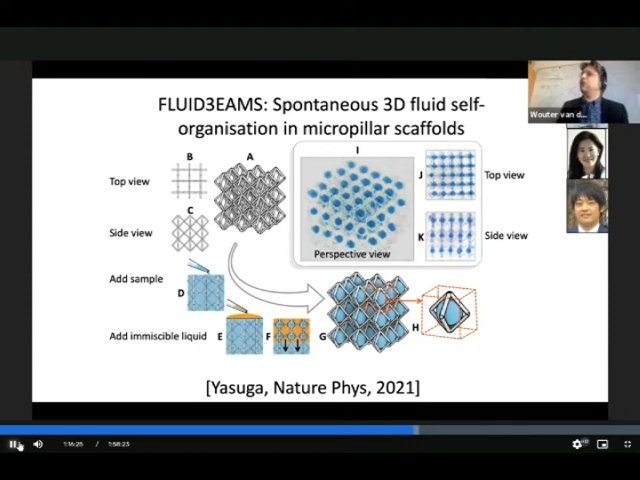 FLUID3EAMS: Spontaneous 3D fluid self-
organisation in micropillar scaffolds
Wouter van d...
B
A
I
Top view
J
Top view
C
Side view
K
Side view
Perspective view
Add sample
D
H
Add immiscible liquid
E
F
G
[Yasuga, Nature Phys, 2021]
1:16:25 / 1:58:23
HD